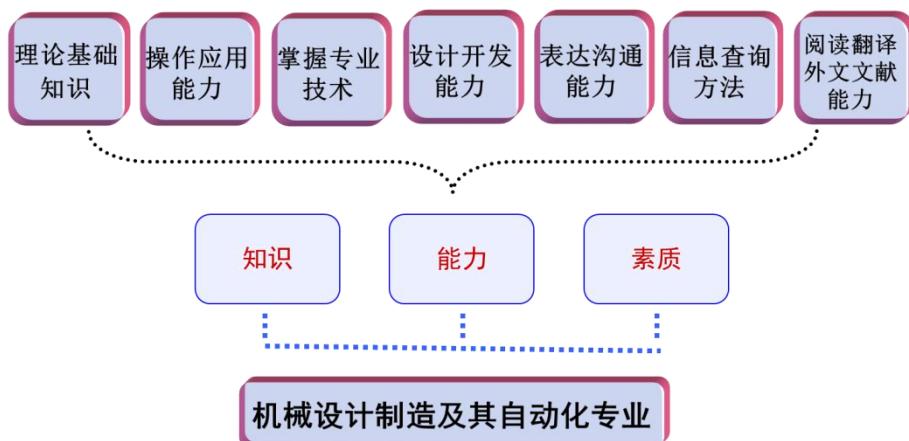 理论基础
知识
操作应用
能力
掌握专业
技术
设计开发
能力
表达沟通
能力
信息查询
方法
阅读翻译
外文文献
能力
知识
能力
素质
机械设计制造及其自动化专业